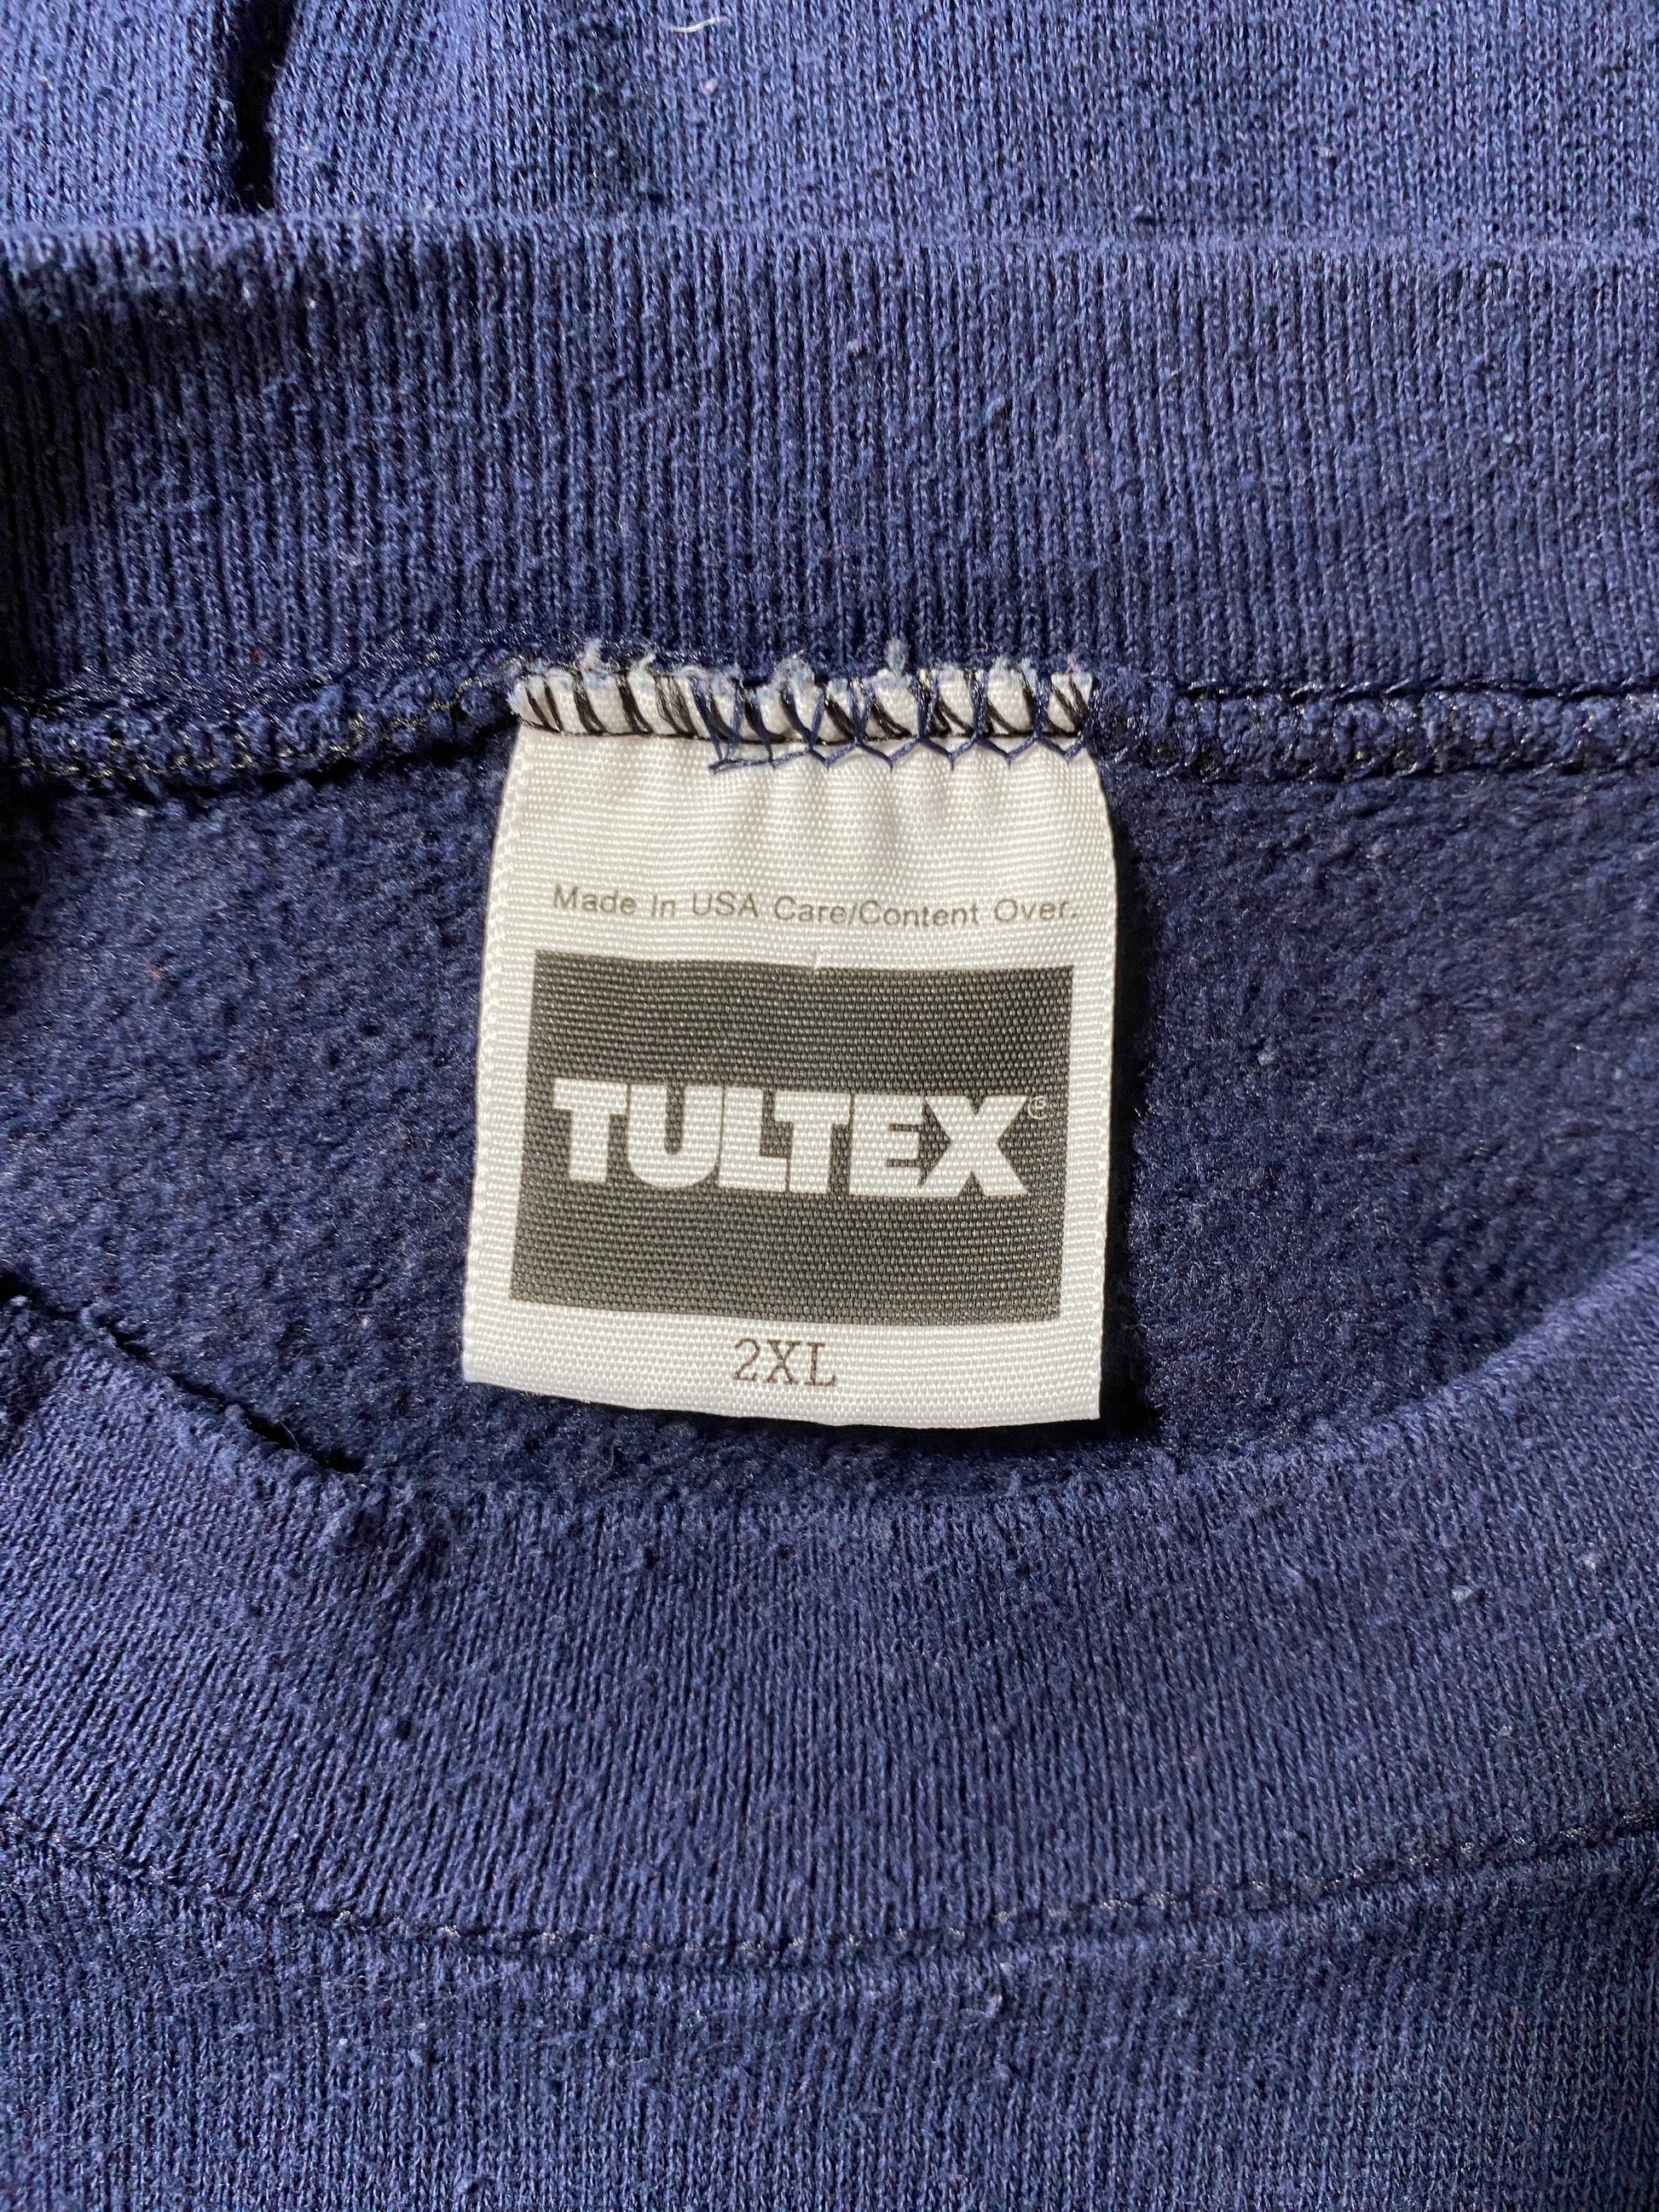 Made In USA Care/Content Over.
TULTEX®
2XL